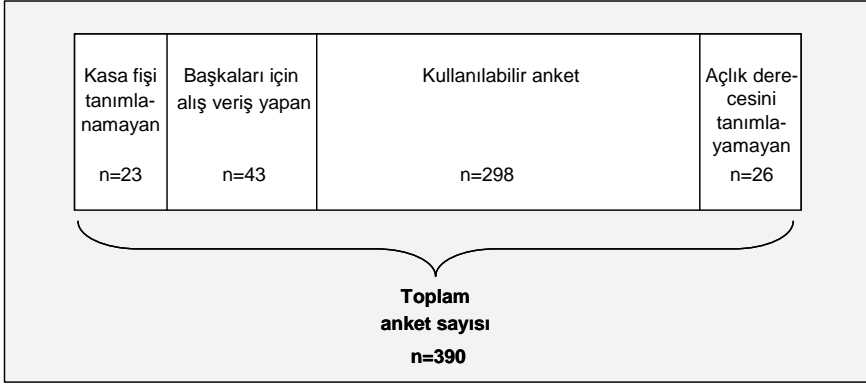 Kasa fişi
tanımla-
namayan
n=23
Başkaları için
alış veriş yapan
n=43
Kullanılabilir anket
n=298
Açlık dere-
cesini
tanımla-
yamayan
n=26
Toplam
anket sayısı
n=390